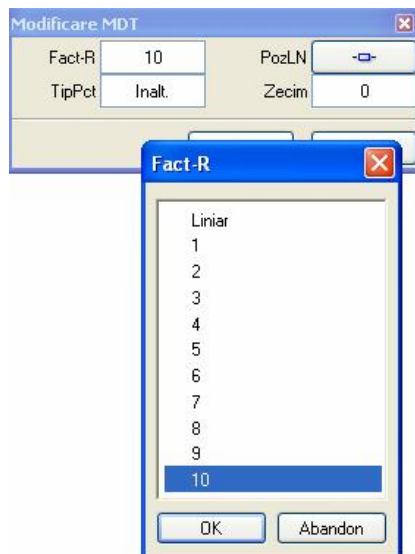 Modificare MDT
Fact-R 10 PozLN
TipPct Inalt. Zecim 0
Fact-R
Liniar
1
2
3
4
5
6
7
8
9
10
OK Abandon